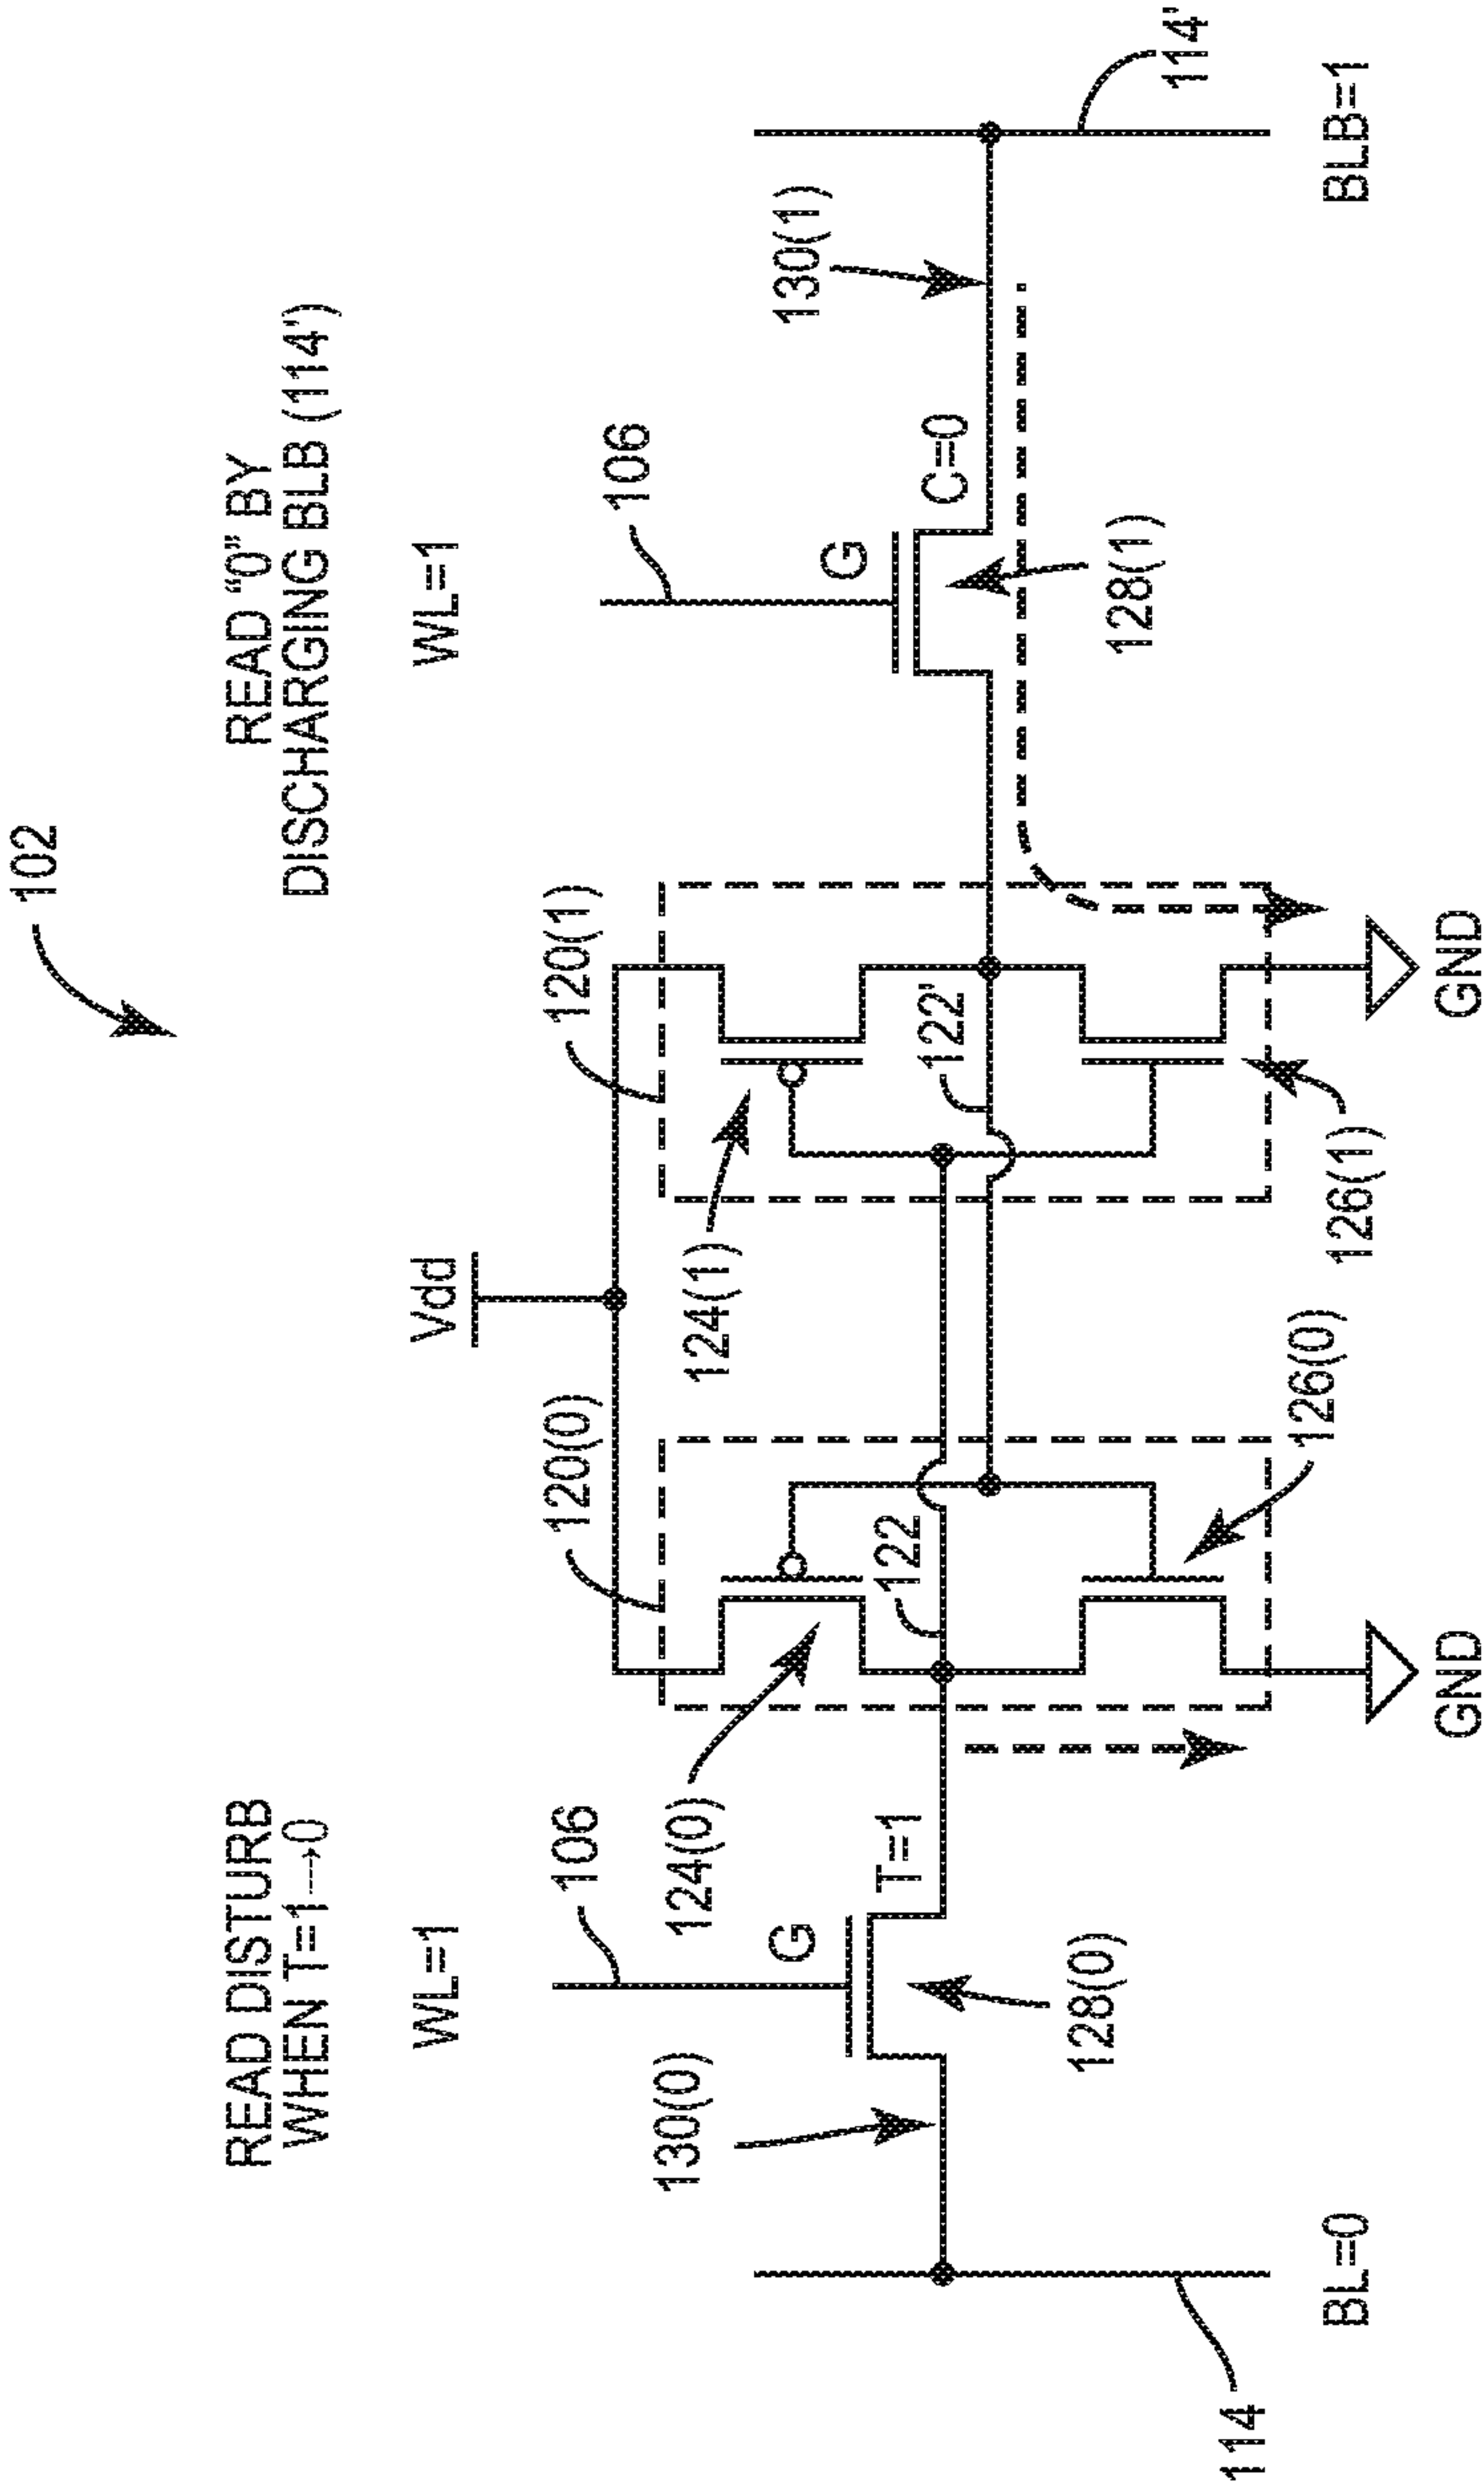 102
READ DISTURB
WHEN T=1→0
READ “0” BY
DISCHARGING BLB (114')
WL=1
Vdd
WL=1
106
120(0)
120(1)
106
130(0)
G
124(0)
124(1)
G
130(1)
T=1
122
122'
C=0
128(0)
128(1)
114
126(0)
126(1)
114'
BL=0
GND
GND
BLB=1